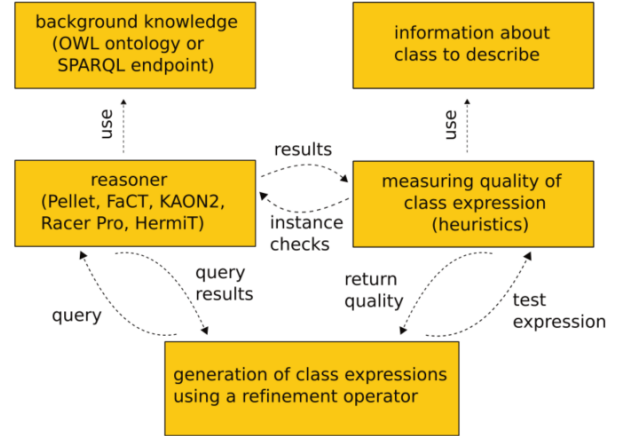 background knowledge
(OWL ontology or
SPARQL endpoint)
information about
class to describe
use
use
reasoner
(Pellet, FaCT, KAON2,
Racer Pro, HermiT)
results
instance
checks
measuring quality of
class expression
(heuristics)
query
query
results
return
quality
test
expression
generation of class expressions
using a refinement operator